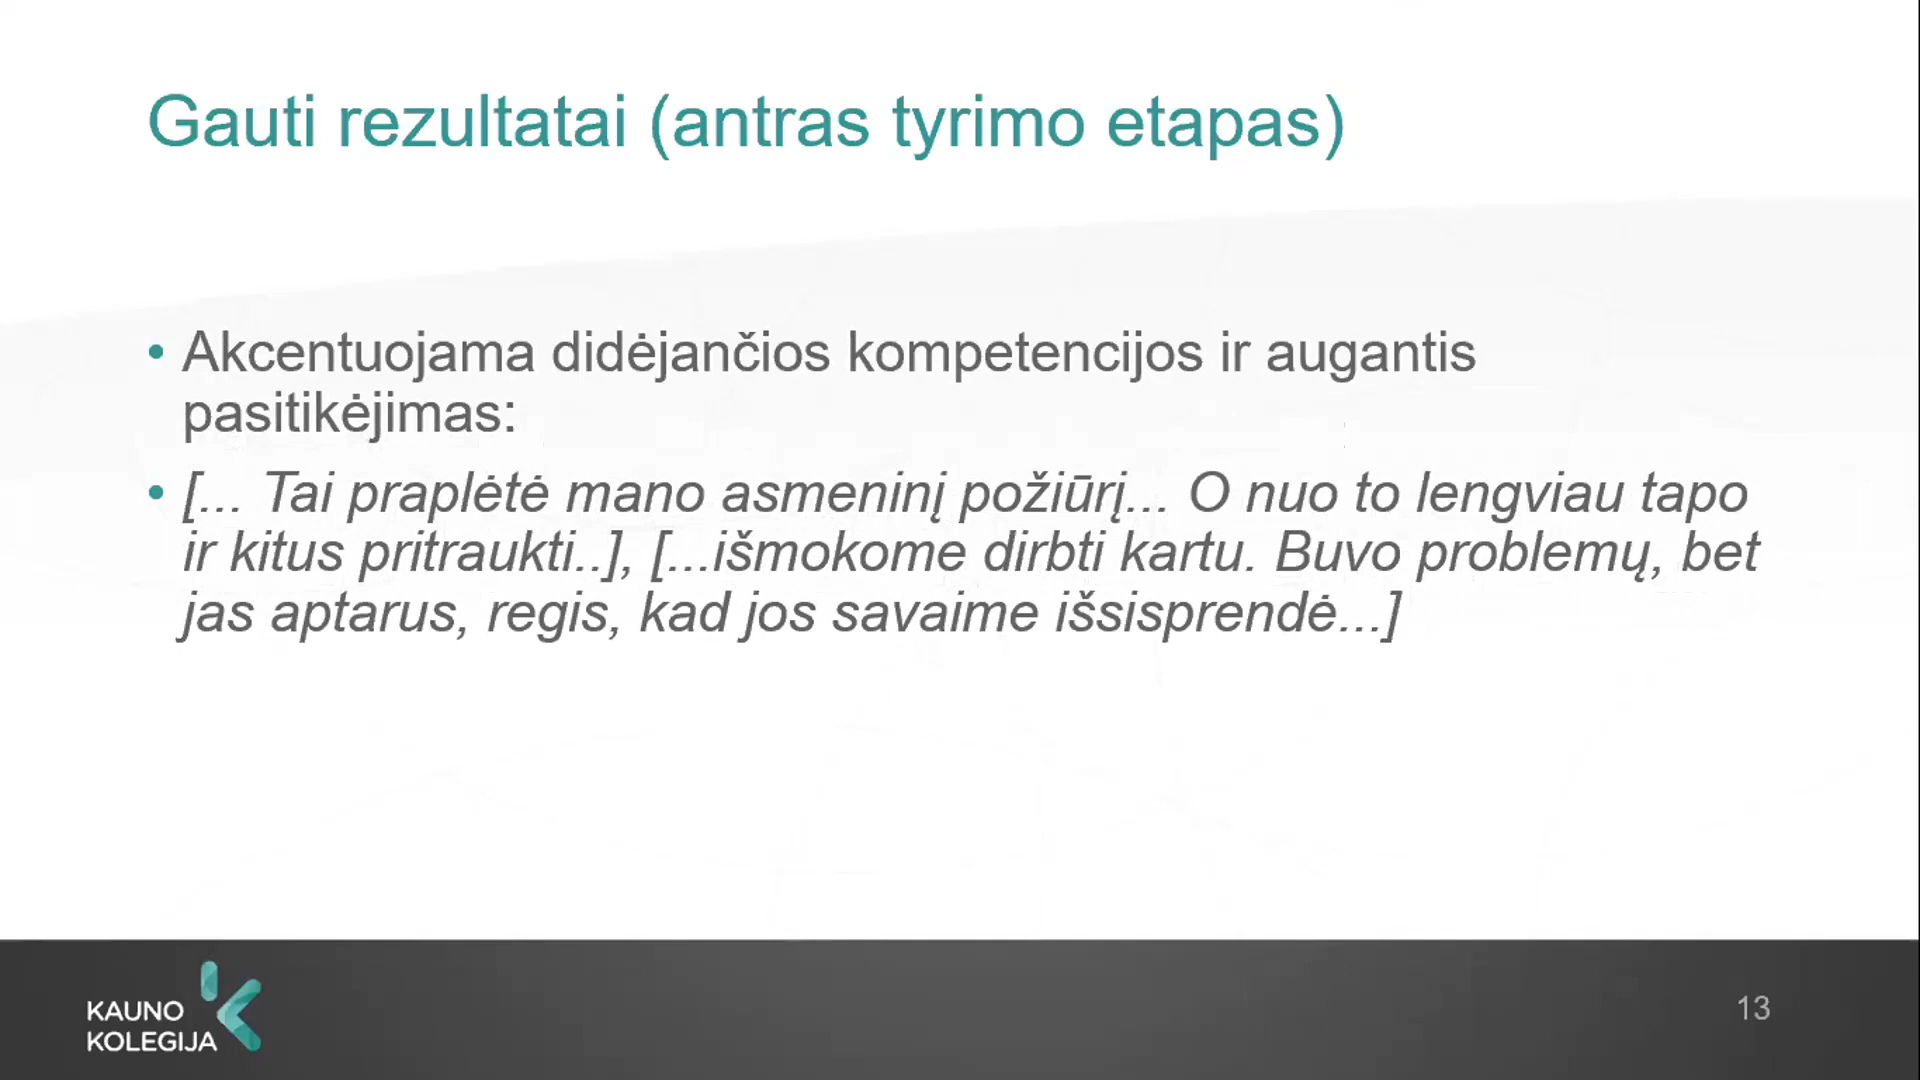 Gauti rezultatai (antras tyrimo etapas)
• Akcentuojama didėjančios kompetencijos ir augantis
pasitikėjimas:
• [... Tai praplėtė mano asmeninį požiūrį... O nuo to lengviau tapo
ir kitus pritraukti..], [...išmokome dirbti kartu. Buvo problemų, bet
jas aptarus, regis, kad jos savaime išsisprendė...]
KAUNO
KOLEGIJA
13